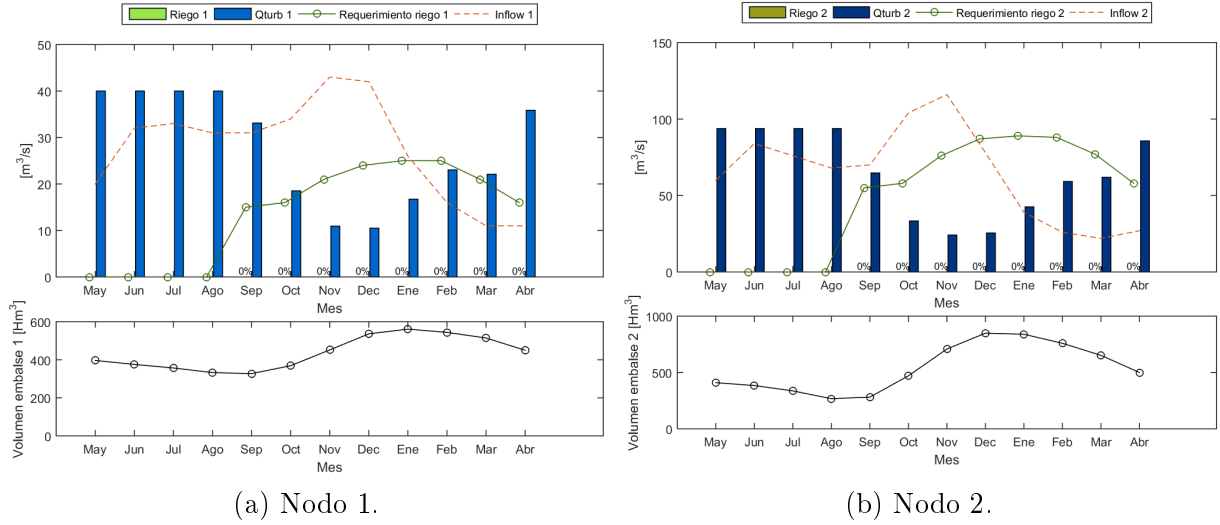 Riego 1 Qturb 1 Requerimiento riego 1 Inflow 1
50
40
30
20
10
0
[m³/s]
0% 0% 0% 0% 0% 0% 0% 0%
May Jun Jul Ago Sep Oct Nov Dec Ene Feb Mar Abr
Mes
600
400
200
0
Volumen embalse 1 [Hm³]
May Jun Jul Ago Sep Oct Nov Dec Ene Feb Mar Abr
Mes
(a) Nodo 1.
Riego 2 Qturb 2 Requerimiento riego 2 Inflow 2
150
100
50
0
[m³/s]
0% 0% 0% 0% 0% 0% 0% 0%
May Jun Jul Ago Sep Oct Nov Dec Ene Feb Mar Abr
Mes
1000
500
0
Volumen embalse 2 [Hm³]
May Jun Jul Ago Sep Oct Nov Dec Ene Feb Mar Abr
Mes
(b) Nodo 2.